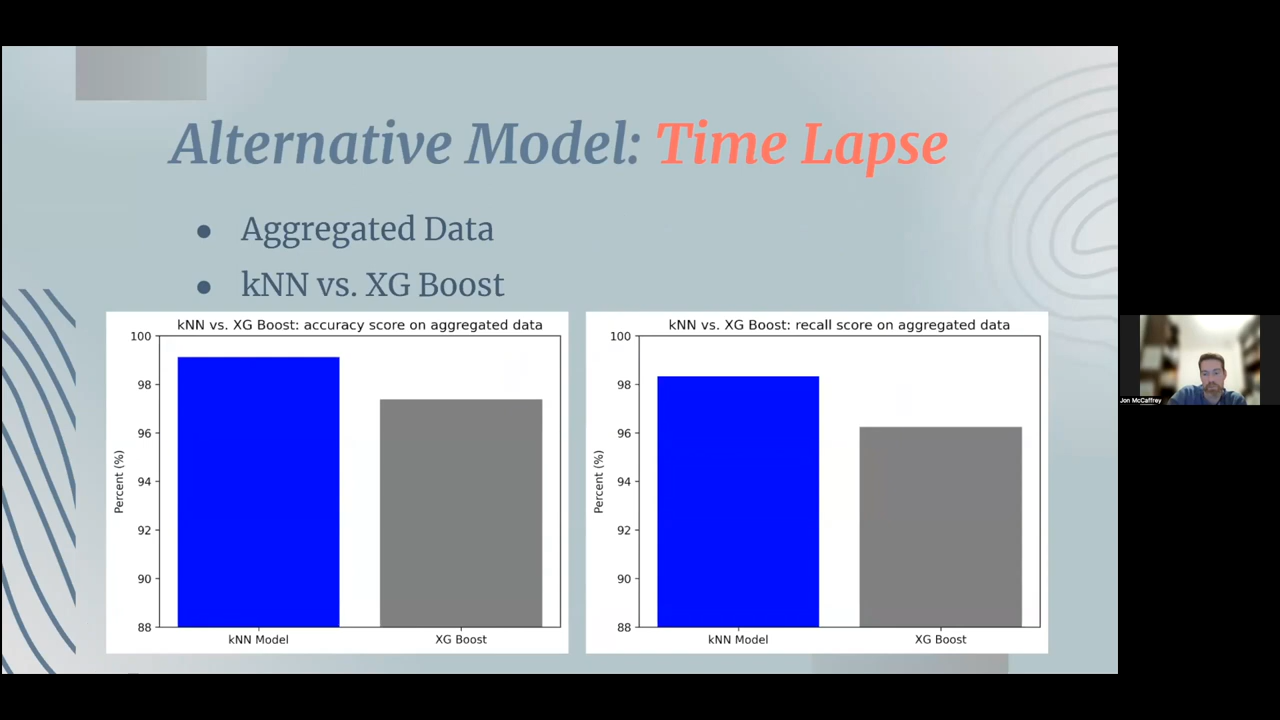 Alternative Model: Time Lapse
● Aggregated Data
● kNN vs. XG Boost
kNN vs. XG Boost: accuracy score on aggregated data
100
98
96
94
92
90
88
Percent (%)
kNN Model
XG Boost
kNN vs. XG Boost: recall score on aggregated data
100
98
96
94
92
90
88
Percent (%)
kNN Model
XG Boost
Jon McCaffrey